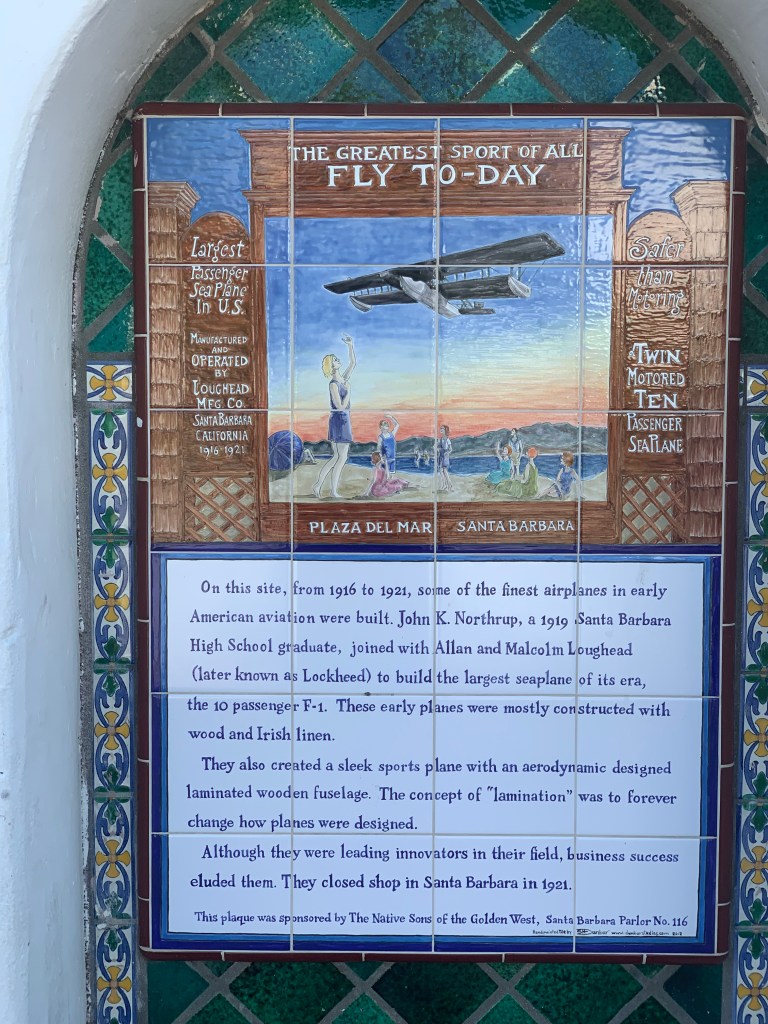 THE GREATEST SPORT OF ALL
FLY TO-DAY
Largest
Passenger
Sea Plane
In U.S.
Manufactured
and
Operated
by
Loughead
Mfg. Co.
Santa Barbara
California
1916-1921
Safer
than
Motoring
A Twin
Motored
Ten
Passenger
Sea Plane
PLAZA DEL MAR SANTA BARBARA
On this site, from 1916 to 1921, some of the finest airplanes in early
American aviation were built. John K. Northrup, a 1919 Santa Barbara
High School graduate, joined with Allan and Malcolm Loughead
(later known as Lockheed) to build the largest seaplane of its era,
the 10 passenger F-1. These early planes were mostly constructed with
wood and Irish linen.
They also created a sleek sports plane with an aerodynamic designed
laminated wooden fuselage. The concept of "lamination" was to forever
change how planes were designed.
Although they were leading innovators in their field, business success
eluded them. They closed shop in Santa Barbara in 1921.
This plaque was sponsored by The Native Sons of the Golden West, Santa Barbara Parlor No. 116